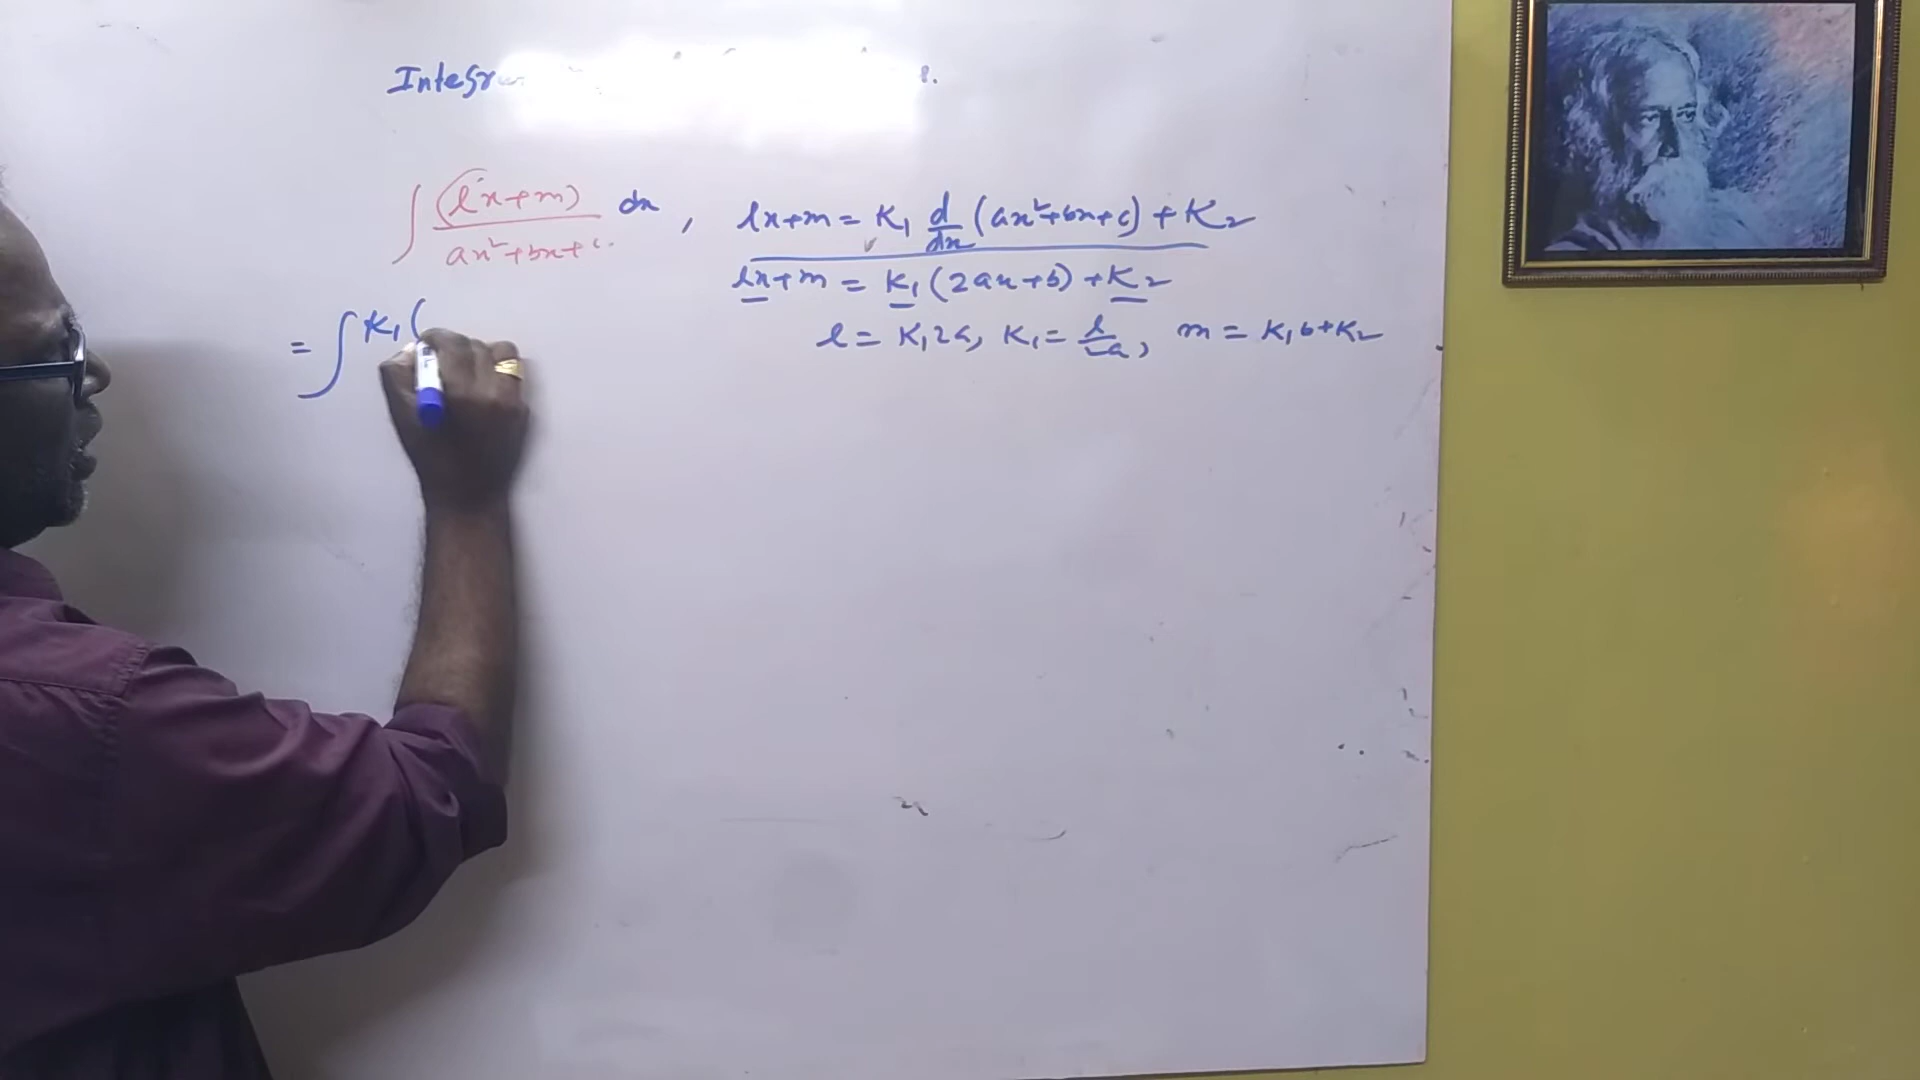 ∫ (lx+m)/(ax²+bx+c) dx , lx+m = K₁ d/dx (ax²+bx+c) + K₂
lx+m = K₁(2ax+b) + K₂
l = K₁2a, K₁ = l/2a, m = K₁b+K₂
= ∫ K₁(